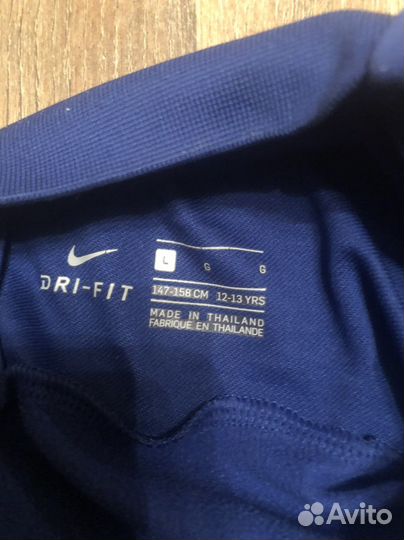 DRI-FIT
L G G
147-158 CM 12-13 YRS
MADE IN THAILAND
FABRIQUE EN THAILANDE
Avito